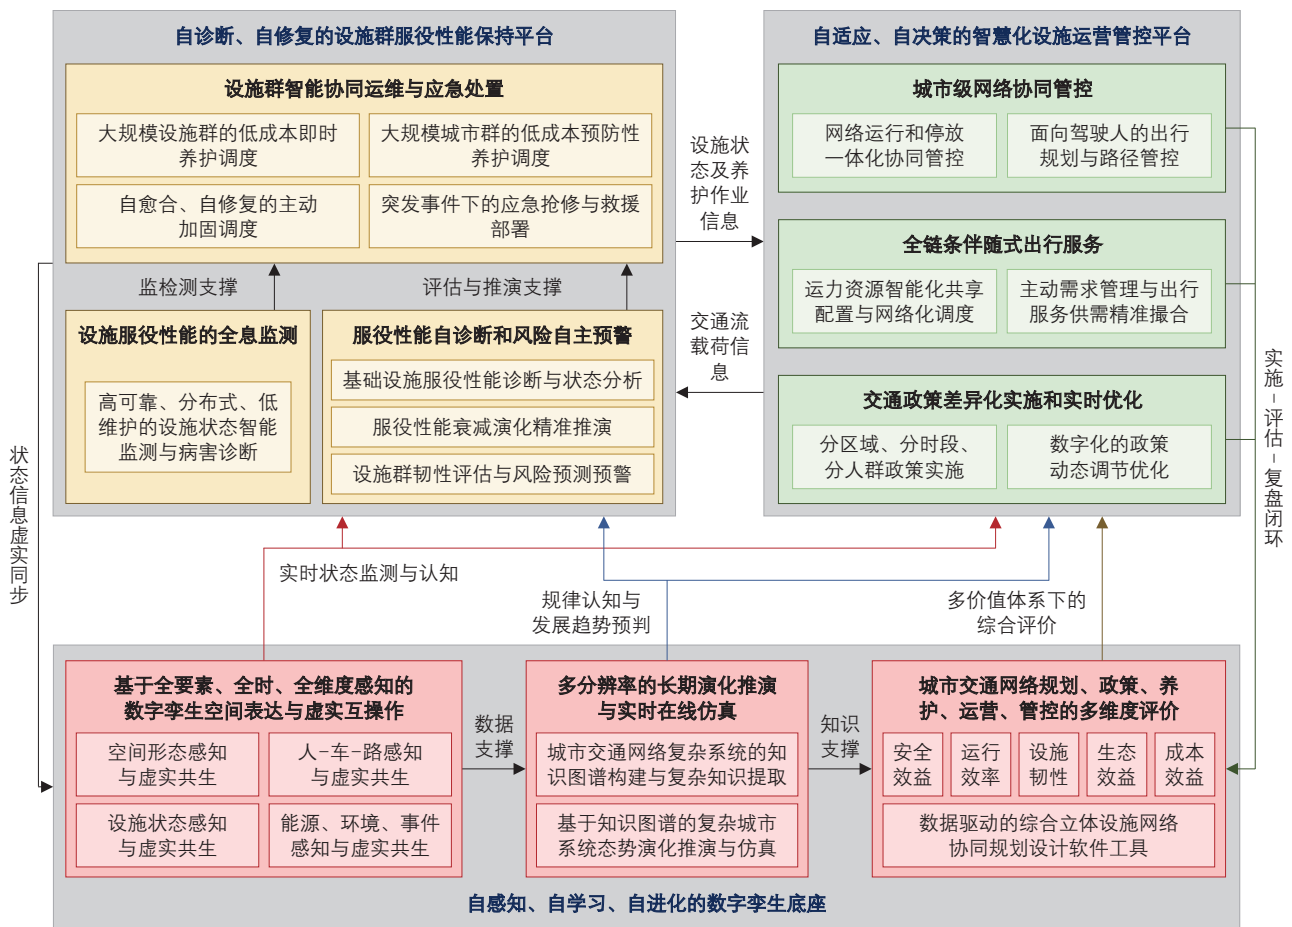 自诊断、自修复的设施群服役性能保持平台
设施群智能协同运维与应急处置
大规模设施群的低成本即时
养护调度
大规模城市群的低成本预防性
养护调度
自愈合、自修复的主动
加固调度
突发事件下的应急抢修与救援
部署
监检测支撑
评估与推演支撑
设施服役性能的全息监测
高可靠、分布式、低
维护的设施状态智能
监测与病害诊断
服役性能自诊断和风险自主预警
基础设施服役性能诊断与状态分析
服役性能衰减演化精准推演
设施群韧性评估与风险预测预警
设施状
态及养
护作业
信息
交通流
载荷信
息
自适应、自决策的智慧化设施运营管控平台
城市级网络协同管控
网络运行和停放
一体化协同管控
面向驾驶人的出行
规划与路径管控
全链条伴随式出行服务
运力资源智能化共享
配置与网络化调度
主动需求管理与出行
服务供需精准撮合
交通政策差异化实施和实时优化
分区域、分时段、
分人群政策实施
数字化的政策
动态调节优化
状态信息虚实同步
实施-评估-复盘闭环
实时状态监测与认知
规律认知与
发展趋势预判
多价值体系下的
综合评价
基于全要素、全时、全维度感知的
数字孪生空间表达与虚实互操作
空间形态感知
与虚实共生
人-车-路感知
与虚实共生
设施状态感知
与虚实共生
能源、环境、事件
感知与虚实共生
数据
支撑
多分辨率的长期演化推演
与实时在线仿真
城市交通网络复杂系统的知
识图谱构建与复杂知识提取
基于知识图谱的复杂城市
系统态势演化推演与仿真
知识
支撑
城市交通网络规划、政策、养
护、运营、管控的多维度评价
安全
效益
运行
效率
设施
韧性
生态
效益
成本
效益
数据驱动的综合立体设施网络
协同规划设计软件工具
自感知、自学习、自进化的数字孪生底座